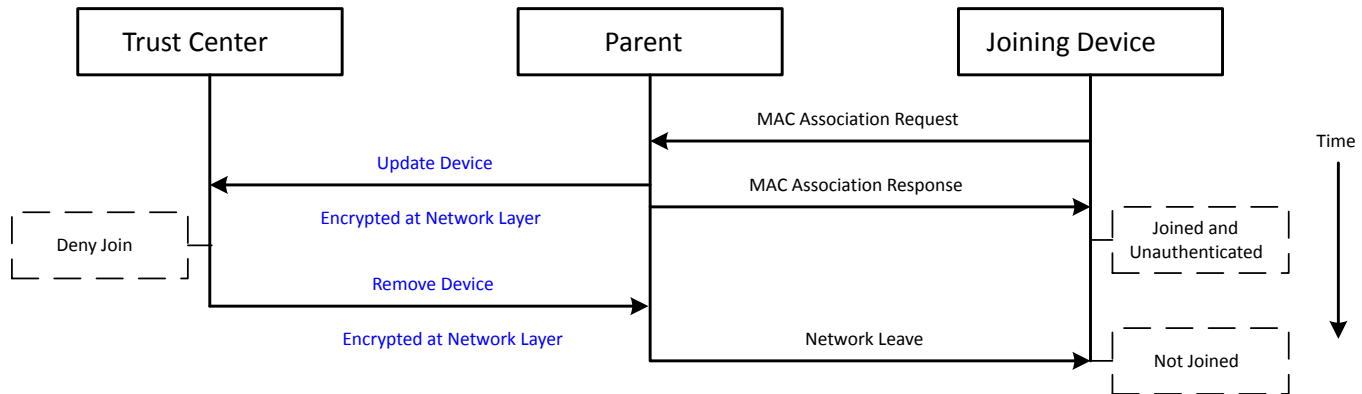 Trust Center
Parent
Joining Device
MAC Association Request
Time
Update Device
MAC Association Response
Encrypted at Network Layer
Deny Join
Joined and
Unauthenticated
Remove Device
Encrypted at Network Layer
Network Leave
Not Joined